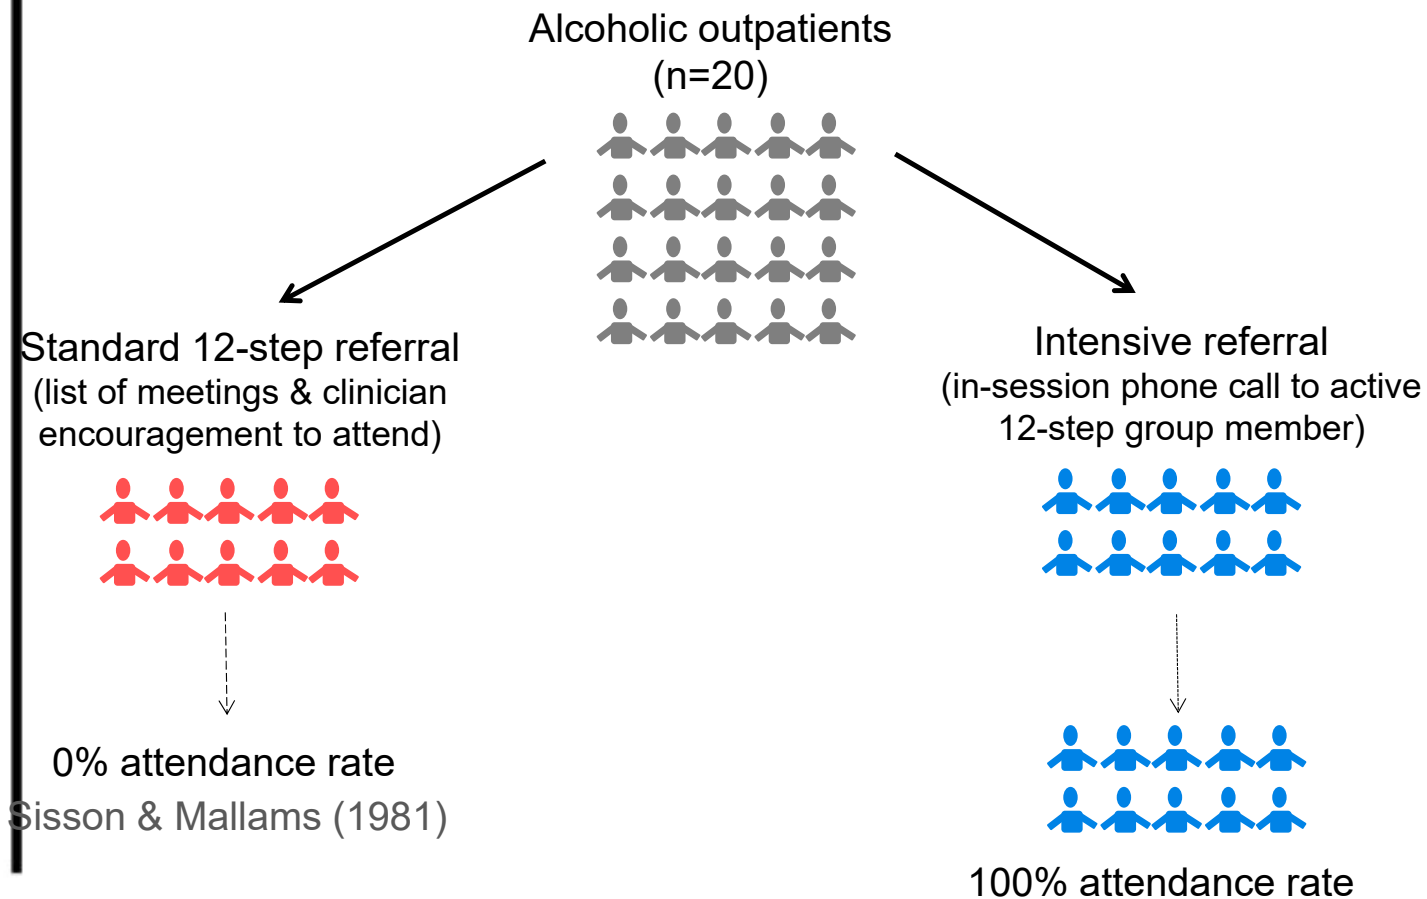 Alcoholic outpatients
(n=20)
Standard 12-step referral
(list of meetings & clinician
encouragement to attend)
Intensive referral
(in-session phone call to active
12-step group member)
0% attendance rate
Sisson & Mallams (1981)
100% attendance rate